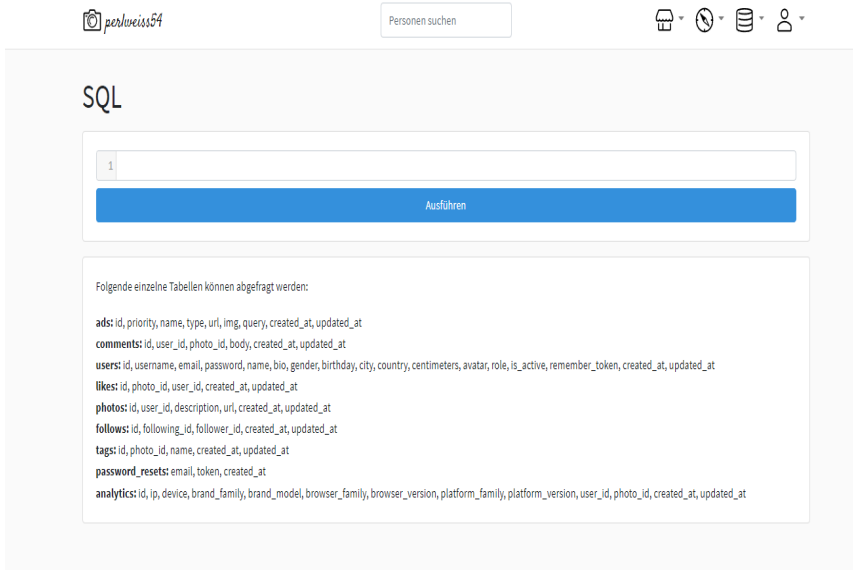 perlweiss54
Personen suchen
SQL
1
Ausführen
Folgende einzelne Tabellen können abgefragt werden:
ads: id, priority, name, type, url, img, query, created_at, updated_at
comments: id, user_id, photo_id, body, created_at, updated_at
users: id, username, email, password, name, bio, gender, birthday, city, country, centimeters, avatar, role, is_active, remember_token, created_at, updated_at
likes: id, photo_id, user_id, created_at, updated_at
photos: id, user_id, description, url, created_at, updated_at
follows: id, following_id, follower_id, created_at, updated_at
tags: id, photo_id, name, created_at, updated_at
password_resets: email, token, created_at
analytics: id, ip, device, brand_family, brand_model, browser_family, browser_version, platform_family, platform_version, user_id, photo_id, created_at, updated_at